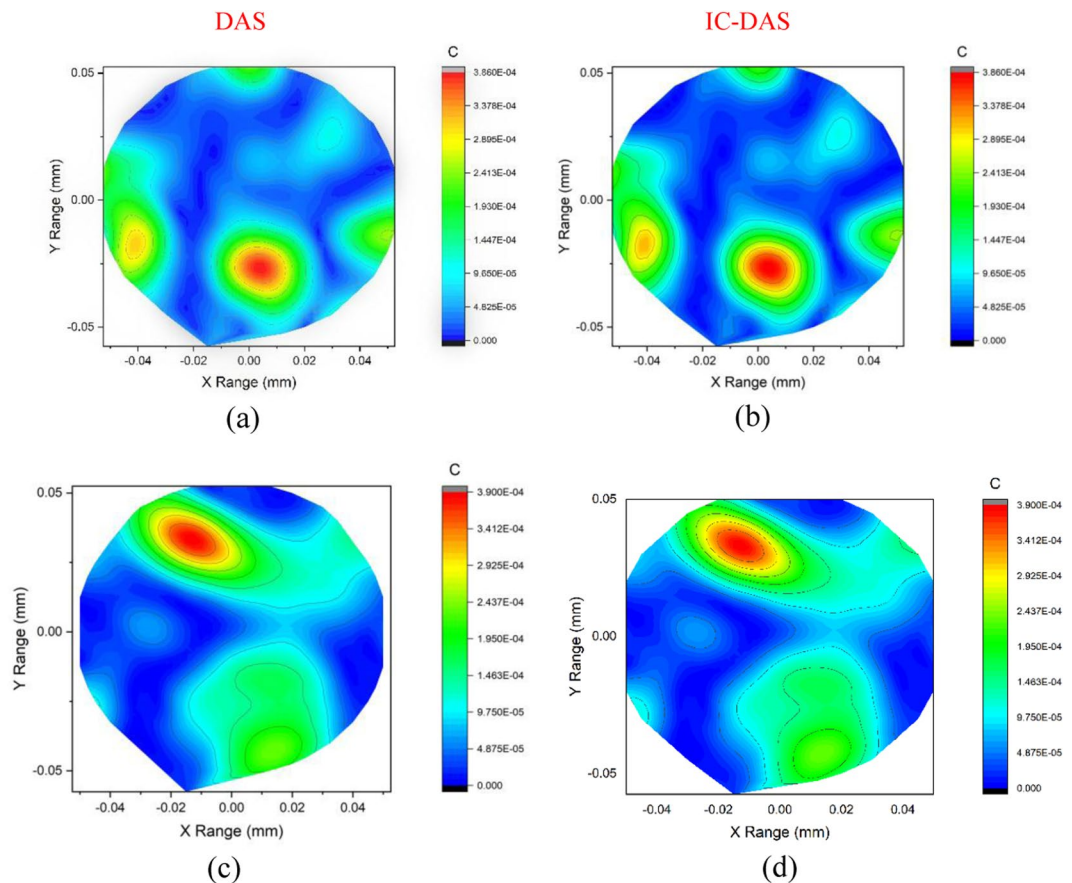 DAS
IC-DAS
C
3.860E-04
3.378E-04
2.895E-04
2.413E-04
1.930E-04
1.447E-04
9.650E-05
4.825E-05
0.000
0.05
0.00
-0.05
Y Range (mm)
-0.04 -0.02 0.00 0.02 0.04
X Range (mm)
(a)
C
3.860E-04
3.378E-04
2.895E-04
2.413E-04
1.930E-04
1.447E-04
9.650E-05
4.825E-05
0.000
0.05
0.00
-0.05
Y Range (mm)
-0.04 -0.02 0.00 0.02 0.04
X Range (mm)
(b)
C
3.900E-04
3.412E-04
2.925E-04
2.437E-04
1.950E-04
1.463E-04
9.750E-05
4.875E-05
0.000
0.05
0.00
-0.05
Y Range (mm)
-0.04 -0.02 0.00 0.02 0.04
X Range (mm)
(c)
C
3.900E-04
3.412E-04
2.925E-04
2.437E-04
1.950E-04
1.463E-04
9.750E-05
4.875E-05
0.000
0.05
0.00
-0.05
Y Range (mm)
-0.04 -0.02 0.00 0.02 0.04
X Range (mm)
(d)